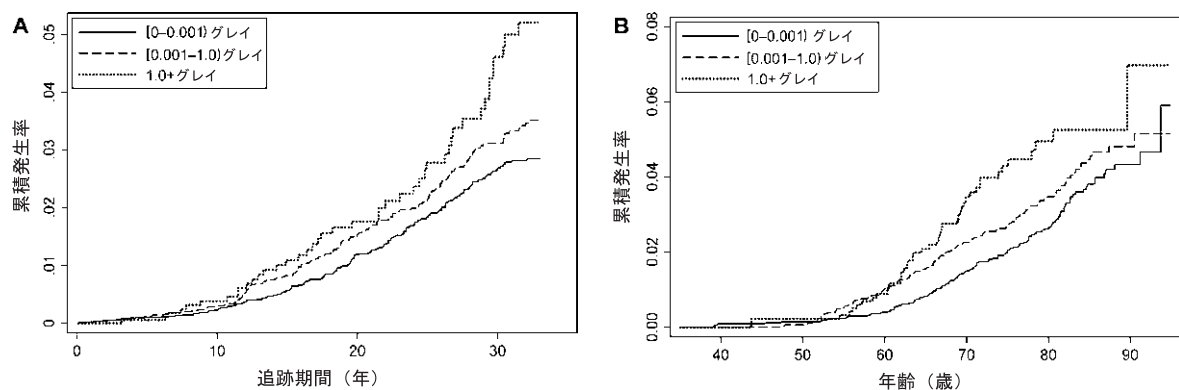 A
[0–0.001) グレイ
[0.001–1.0) グレイ
1.0+グレイ
累積発生率
.05
.04
.03
.02
.01
0
0 10 20 30
追跡期間（年）
B
[0–0.001) グレイ
[0.001–1.0) グレイ
1.0+グレイ
累積発生率
0.08
0.06
0.04
0.02
0.00
40 50 60 70 80 90
年齢（歳）